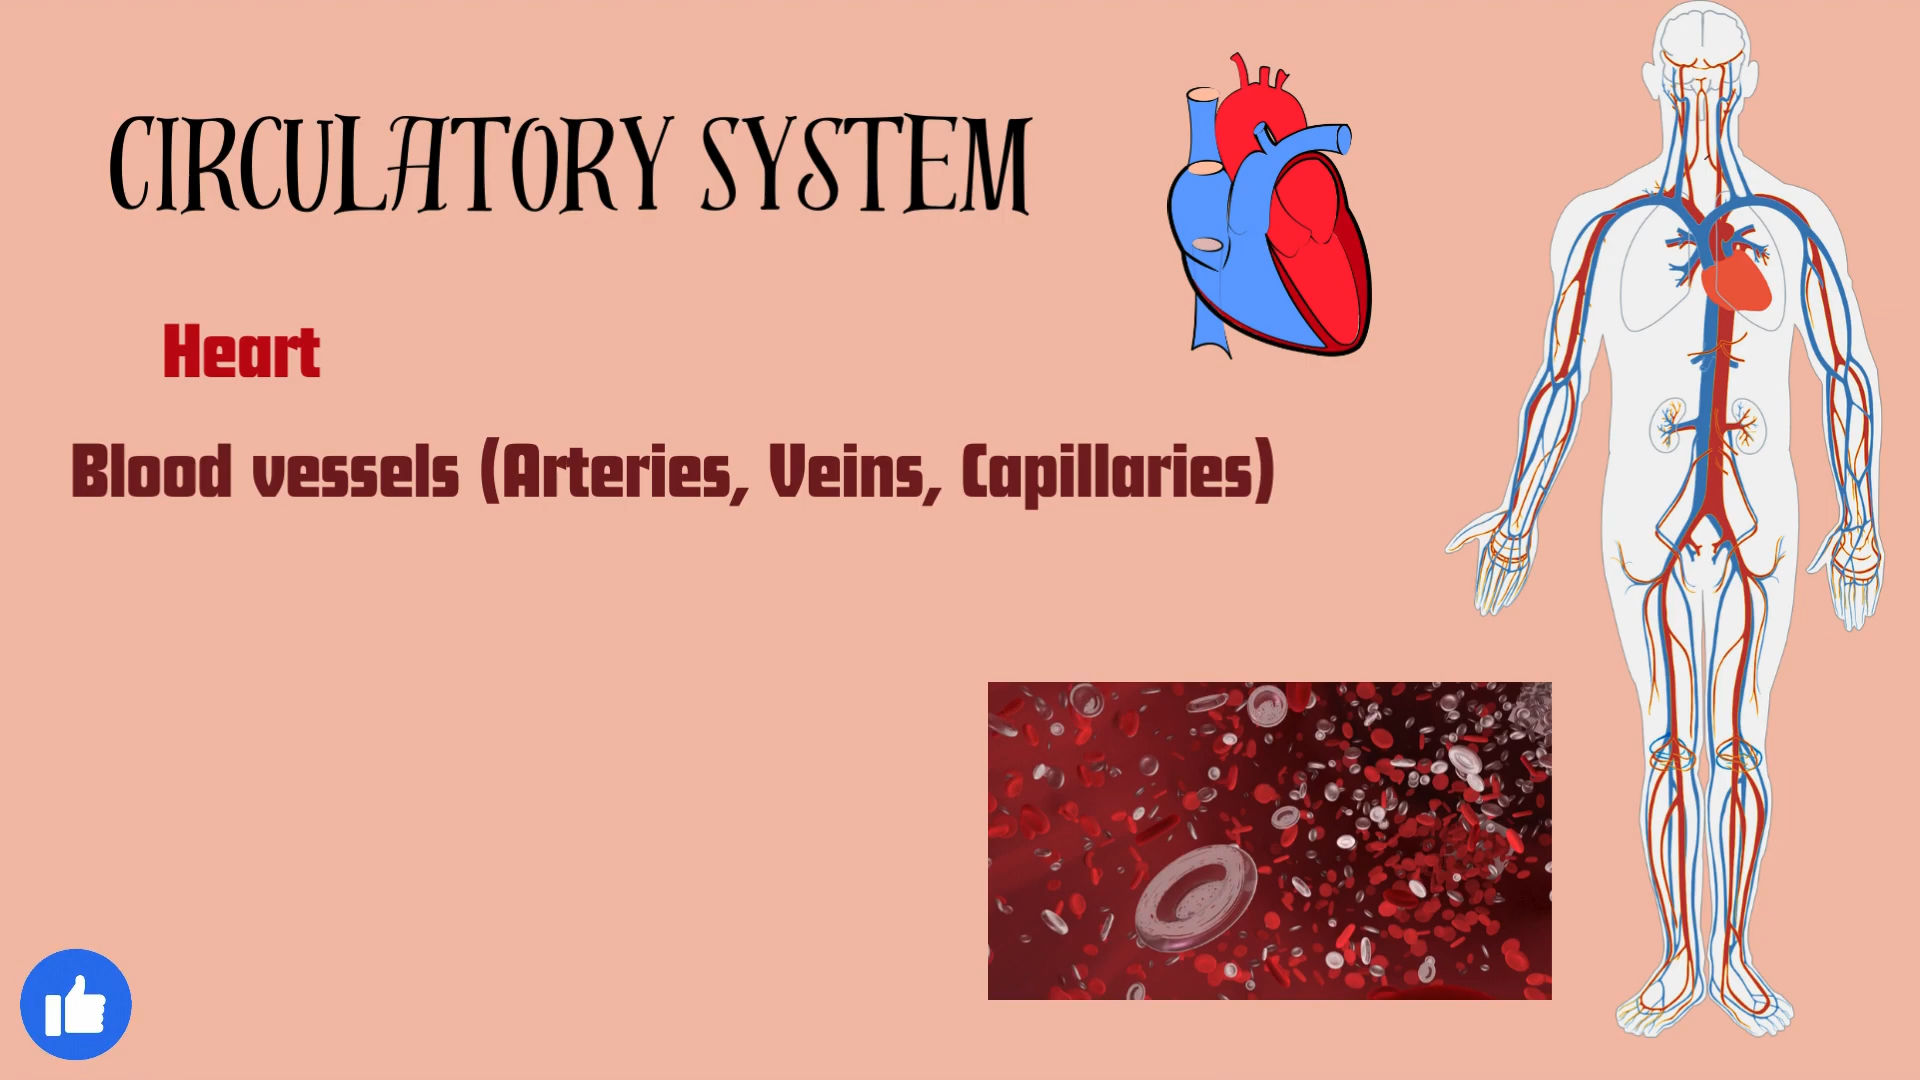 CIRCULATORY SYSTEM
Heart
Blood vessels (Arteries, Veins, Capillaries)